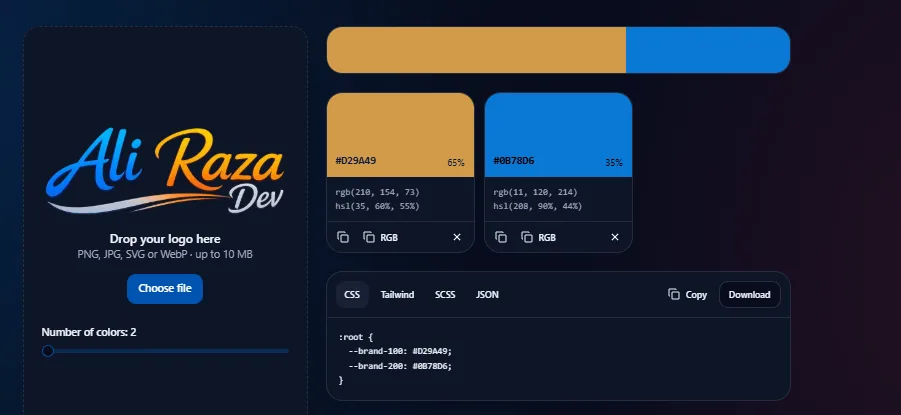 Ali Raza
Dev
Drop your logo here
PNG, JPG, SVG or WebP · up to 10 MB
Choose file
Number of colors: 2
#D29A49 65%
rgb(210, 154, 73)
hsl(35, 60%, 55%)
RGB
#0B78D6 35%
rgb(11, 120, 214)
hsl(208, 90%, 44%)
RGB
CSS Tailwind SCSS JSON Copy Download
:root {
--brand-100: #D29A49;
--brand-200: #0B78D6;
}